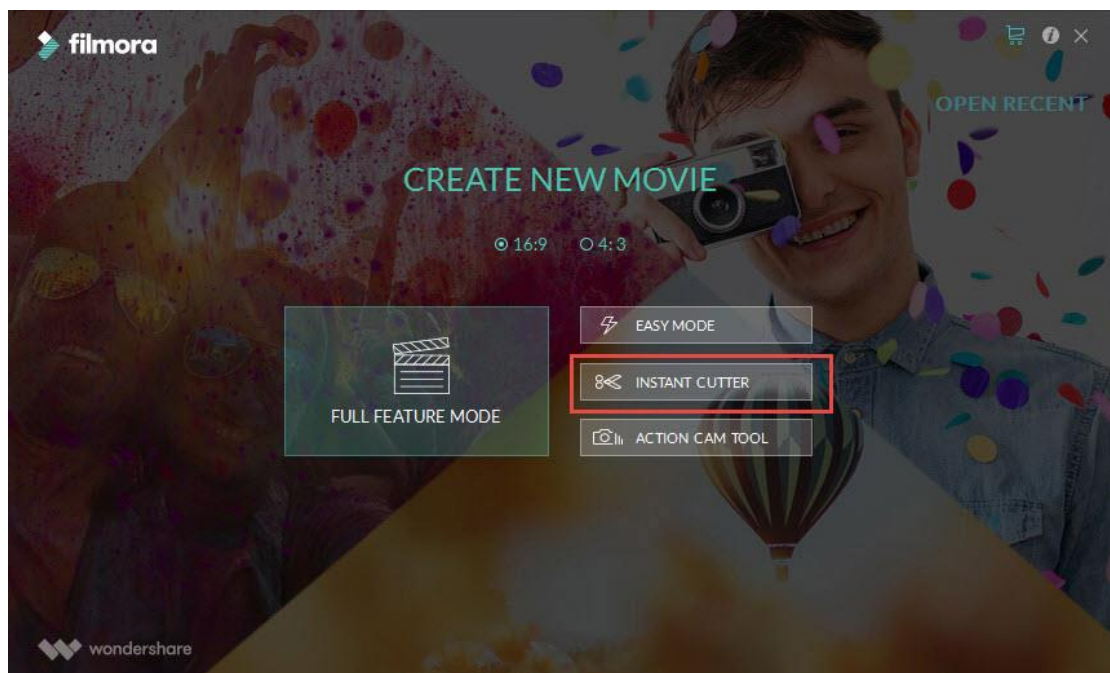 filmora
OPEN RECENT
CREATE NEW MOVIE
16:9 4:3
FULL FEATURE MODE
EASY MODE
INSTANT CUTTER
ACTION CAM TOOL
wondershare